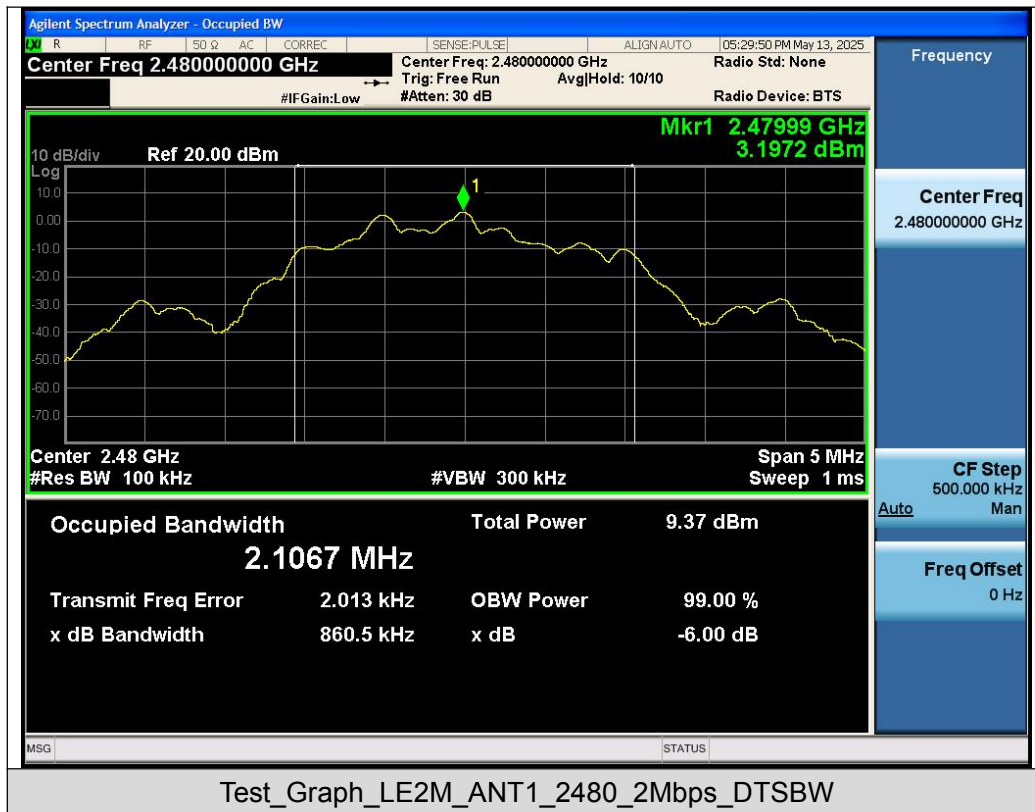 Agilent Spectrum Analyzer - Occupied BW
LXI R RF 50 Ω AC CORREC SENSE:PULSE ALIGN AUTO 05:29:50 PM May 13, 2025
Center Freq 2.480000000 GHz
Center Freq: 2.480000000 GHz
Radio Std: None
Trig: Free Run Avg|Hold: 10/10
#IFGain:Low #Atten: 30 dB Radio Device: BTS
Frequency
Mkr1 2.47999 GHz
3.1972 dBm
10 dB/div Ref 20.00 dBm
Log
10.0
0.00
-10.0
-20.0
-30.0
-40.0
-50.0
-60.0
-70.0
1
Center 2.48 GHz Span 5 MHz
#Res BW 100 kHz #VBW 300 kHz Sweep 1 ms
Center Freq
2.480000000 GHz
CF Step
500.000 kHz
Auto Man
Freq Offset
0 Hz
Occupied Bandwidth Total Power 9.37 dBm
2.1067 MHz
Transmit Freq Error 2.013 kHz OBW Power 99.00 %
x dB Bandwidth 860.5 kHz x dB -6.00 dB
MSG STATUS
Test_Graph_LE2M_ANT1_2480_2Mbps_DTSBW